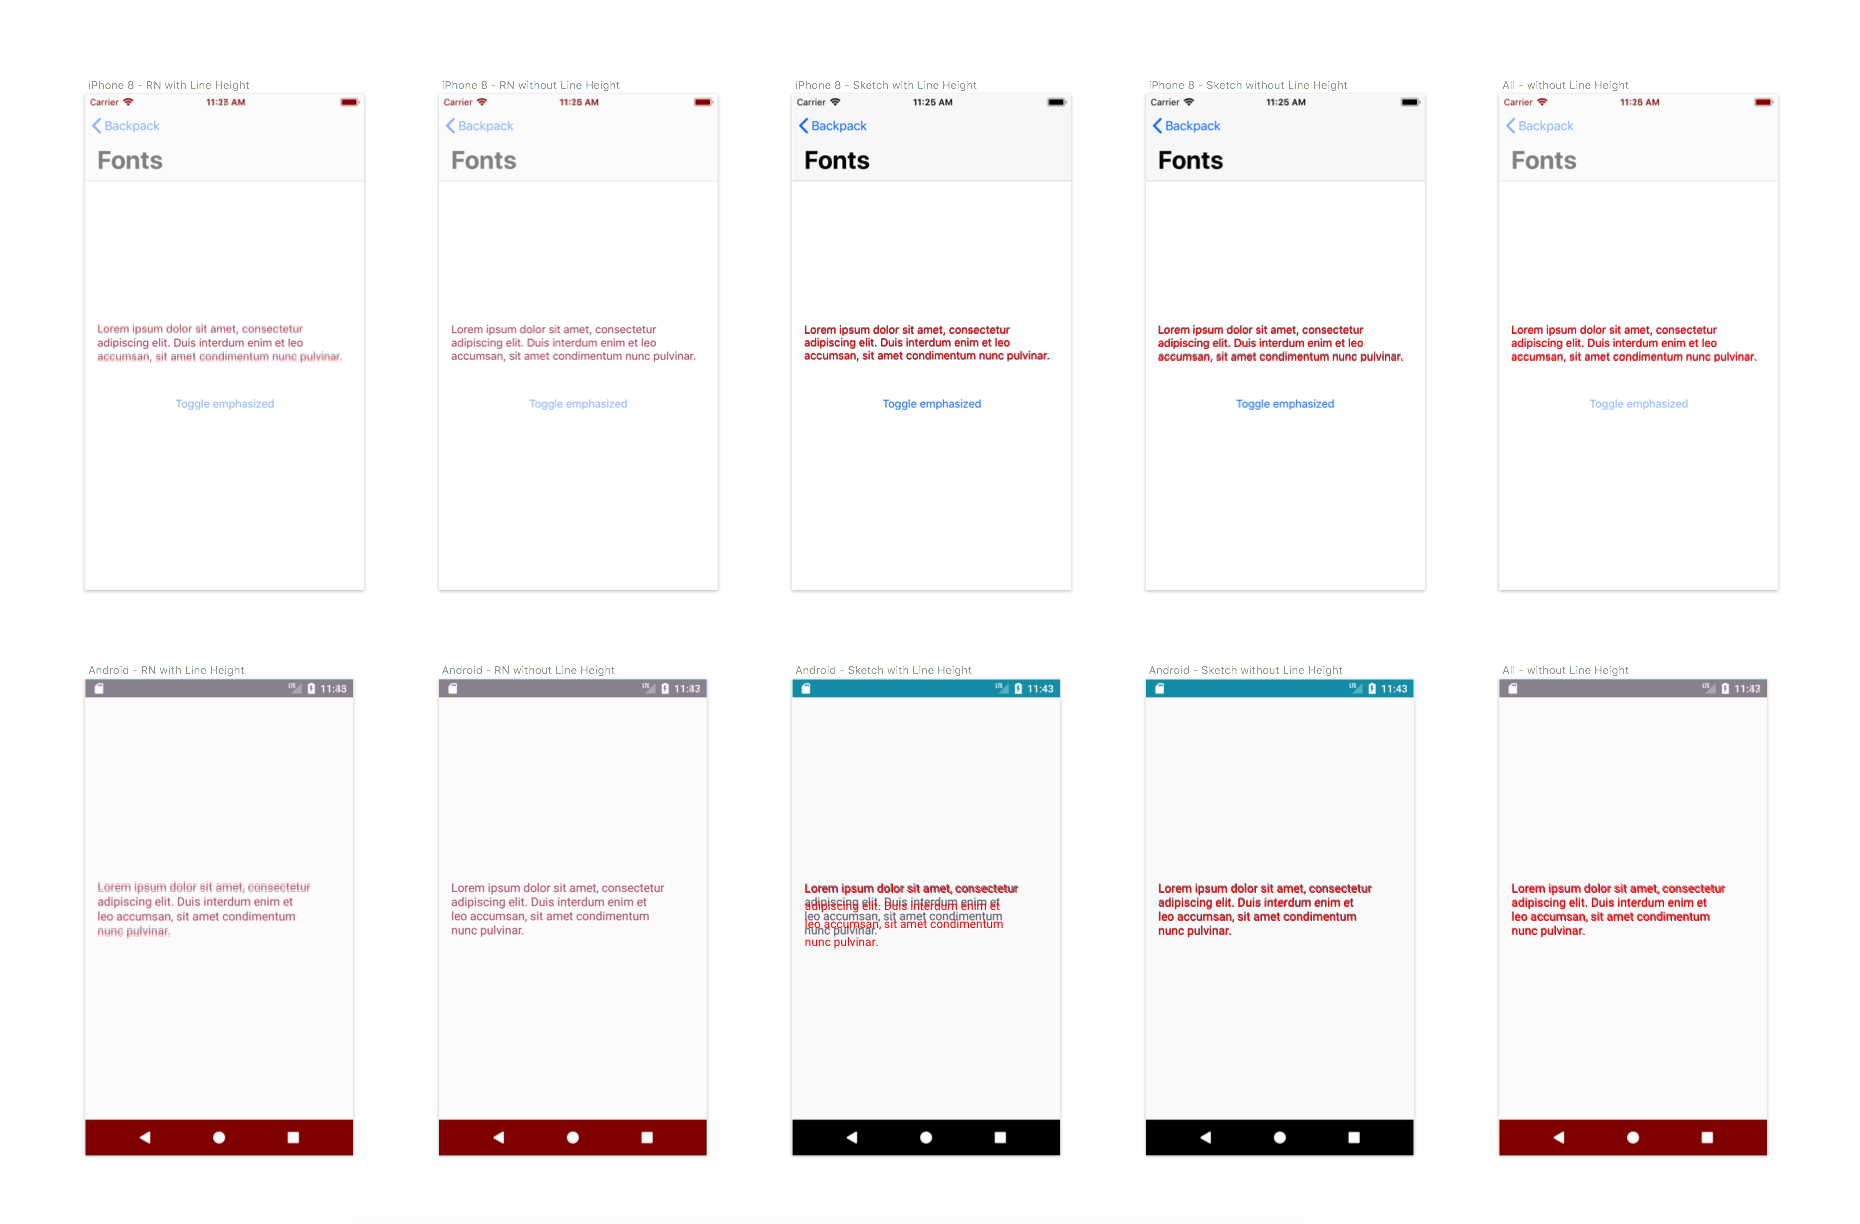 iPhone 8 - RN with Line Height
Carrier
11:25 AM
Backpack
Fonts
Lorem ipsum dolor sit amet, consectetur
adipiscing elit. Duis interdum enim et leo
accumsan, sit amet condimentum nunc pulvinar.
Toggle emphasized
iPhone 8 - RN without Line Height
Carrier
11:25 AM
Backpack
Fonts
Lorem ipsum dolor sit amet, consectetur
adipiscing elit. Duis interdum enim et leo
accumsan, sit amet condimentum nunc pulvinar.
Toggle emphasized
iPhone 8 - Sketch with Line Height
Carrier
11:25 AM
Backpack
Fonts
Lorem ipsum dolor sit amet, consectetur
adipiscing elit. Duis interdum enim et leo
accumsan, sit amet condimentum nunc pulvinar.
Toggle emphasized
iPhone 8 - Sketch without Line Height
Carrier
11:25 AM
Backpack
Fonts
Lorem ipsum dolor sit amet, consectetur
adipiscing elit. Duis interdum enim et leo
accumsan, sit amet condimentum nunc pulvinar.
Toggle emphasized
All - without Line Height
Carrier
11:25 AM
Backpack
Fonts
Lorem ipsum dolor sit amet, consectetur
adipiscing elit. Duis interdum enim et leo
accumsan, sit amet condimentum nunc pulvinar.
Toggle emphasized
Android - RN with Line Height
LTE
Lorem ipsum dolor sit amet, consectetur
adipiscing elit. Duis interdum enim et
leo accumsan, sit amet condimentum
nunc pulvinar.
Android - RN without Line Height
LTE
Lorem ipsum dolor sit amet, consectetur
adipiscing elit. Duis interdum enim et
leo accumsan, sit amet condimentum
nunc pulvinar.
Android - Sketch with Line Height
LTE 11:43
Lorem ipsum dolor sit amet, consectetur
adipiscing elit. Duis interdum enim et
leo accumsan, sit amet condimentum
nunc pulvinar.
Android - Sketch without Line Height
LTE 11:43
Lorem ipsum dolor sit amet, consectetur
adipiscing elit. Duis interdum enim et
leo accumsan, sit amet condimentum
nunc pulvinar.
All - without Line Height
LTE
Lorem ipsum dolor sit amet, consectetur
adipiscing elit. Duis interdum enim et
leo accumsan, sit amet condimentum
nunc pulvinar.